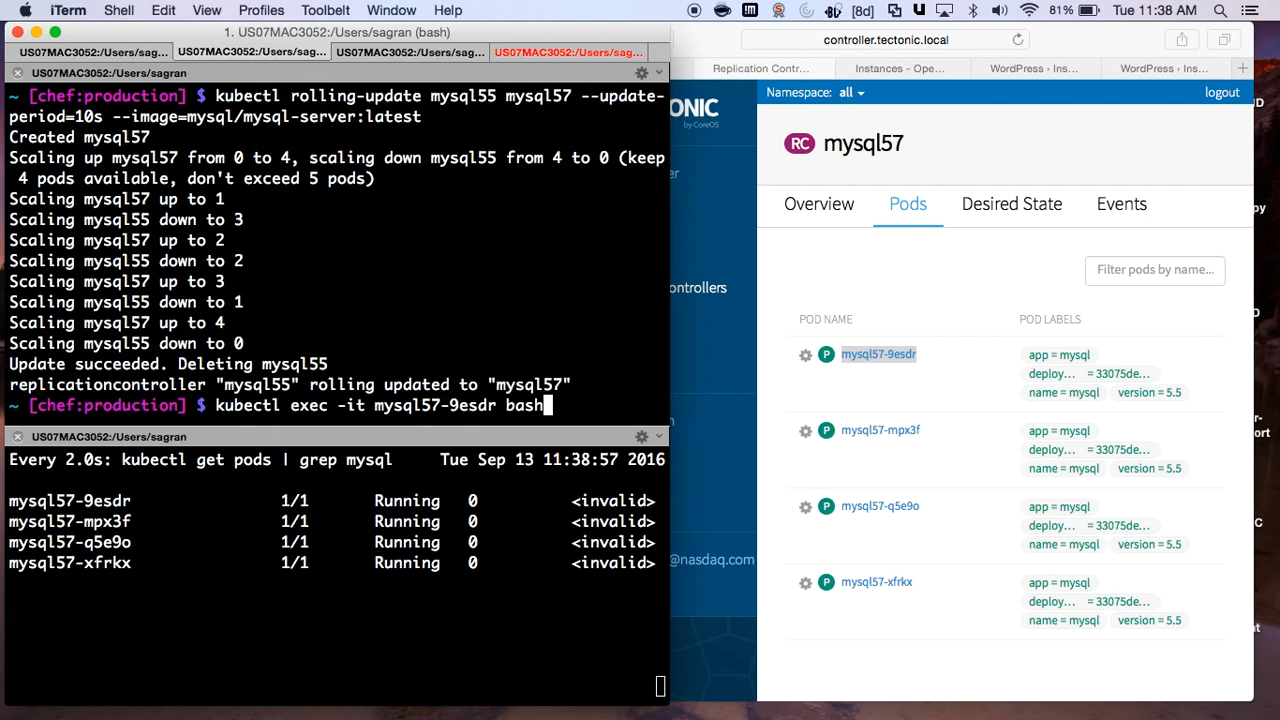 iTerm Shell Edit View Profiles Toolbelt Window Help [8d] 81% Tue 11:38 AM
1. US07MAC3052:/Users/sagran (bash)
US07MAC3052:/Users/sag... US07MAC3052:/Users/sag... US07MAC3052:/Users/sag... US07MAC3052:/Users/sag...
US07MAC3052:/Users/sagran
~ [chef:production] $ kubectl rolling-update mysql55 mysql57 --update-
period=10s --image=mysql/mysql-server:latest
Created mysql57
Scaling up mysql57 from 0 to 4, scaling down mysql55 from 4 to 0 (keep
4 pods available, don't exceed 5 pods)
Scaling mysql57 up to 1
Scaling mysql55 down to 3
Scaling mysql57 up to 2
Scaling mysql55 down to 2
Scaling mysql57 up to 3
Scaling mysql55 down to 1
Scaling mysql57 up to 4
Scaling mysql55 down to 0
Update succeeded. Deleting mysql55
replicationcontroller "mysql55" rolling updated to "mysql57"
~ [chef:production] $ kubectl exec -it mysql57-9esdr bash
US07MAC3052:/Users/sagran
Every 2.0s: kubectl get pods | grep mysql Tue Sep 13 11:38:57 2016
mysql57-9esdr 1/1 Running 0 <invalid>
mysql57-mpx3f 1/1 Running 0 <invalid>
mysql57-q5e9o 1/1 Running 0 <invalid>
mysql57-xfrkx 1/1 Running 0 <invalid>
controller.tectonic.local
Replication Contr... Instances - Ope... WordPress › Ins... WordPress › Ins... +
ONIC
by CoreOS
er
ontrollers
@nasdaq.com
Namespace: all logout
RC mysql57
Overview Pods Desired State Events
Filter pods by name...
POD NAME POD LABELS
P mysql57-9esdr app = mysql
deploy... = 33075de...
name = mysql version = 5.5
P mysql57-mpx3f app = mysql
deploy... = 33075de...
name = mysql version = 5.5
P mysql57-q5e9o app = mysql
deploy... = 33075de...
name = mysql version = 5.5
P mysql57-xfrkx app = mysql
deploy... = 33075de...
name = mysql version = 5.5